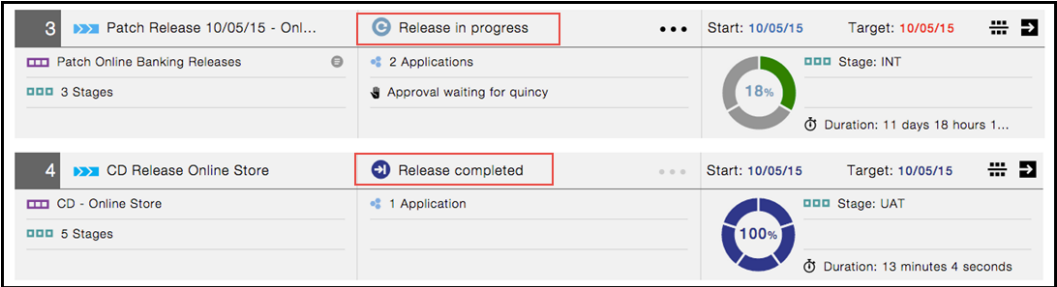 3 Patch Release 10/05/15 - Onl... Release in progress ••• Start: 10/05/15 Target: 10/05/15
Patch Online Banking Releases 2 Applications 18% Stage: INT
3 Stages Approval waiting for quincy
Duration: 11 days 18 hours 1...
4 CD Release Online Store Release completed ••• Start: 10/05/15 Target: 10/05/15
CD - Online Store 1 Application 100% Stage: UAT
5 Stages
Duration: 13 minutes 4 seconds